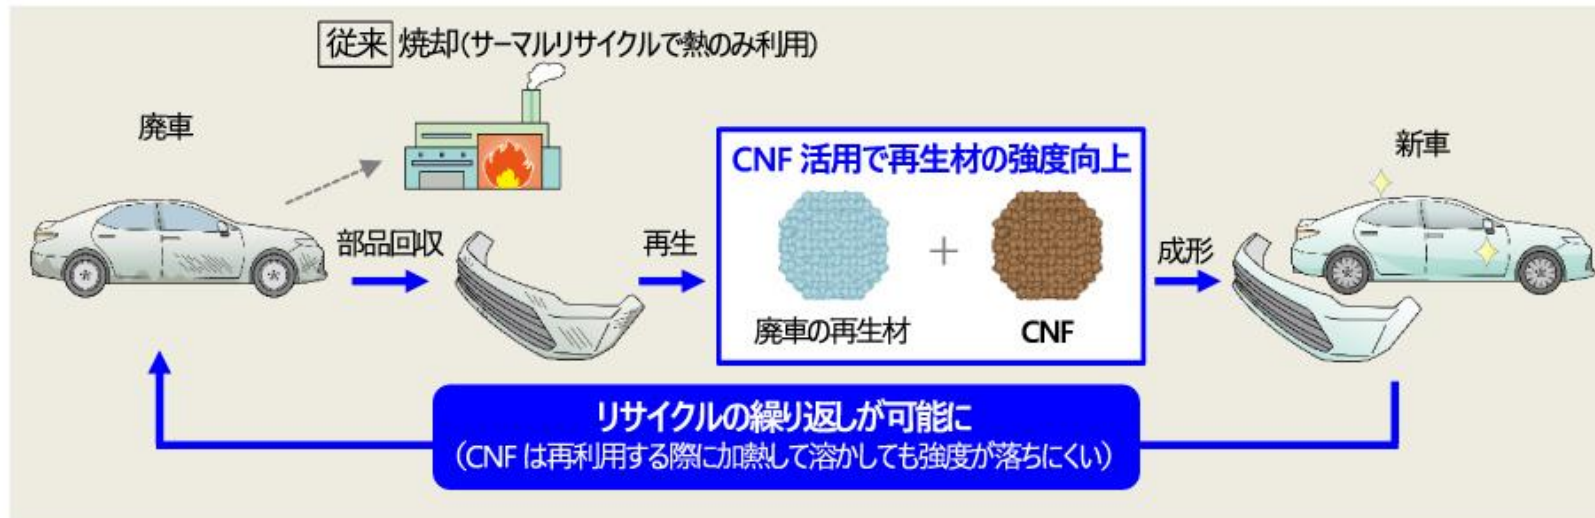 従来 焼却(サーマルリサイクルで熱のみ利用)
廃車
部品回収
再生
CNF 活用で再生材の強度向上
廃車の再生材
+
CNF
成形
新車
リサイクルの繰り返しが可能に
(CNF は再利用する際に加熱して溶かしても強度が落ちにくい)